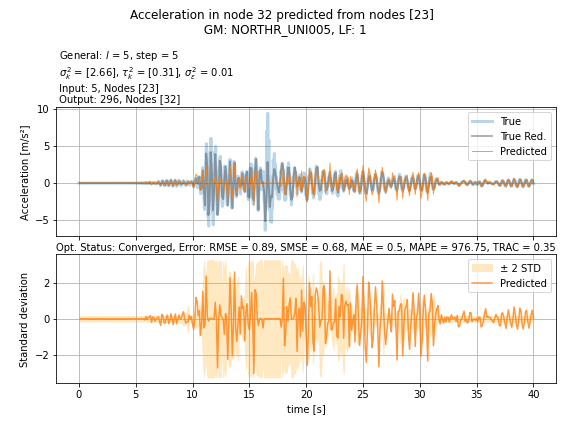 Acceleration in node 32 predicted from nodes [23]
GM: NORTHR_UNI005, LF: 1
General: l = 5, step = 5
σ²ₖ = [2.66], τ²ₖ = [0.31], σ²ₑ = 0.01
Input: 5, Nodes [23]
Output: 296, Nodes [32]
10
5
0
−5
Acceleration [m/s²]
True
True Red.
Predicted
Opt. Status: Converged, Error: RMSE = 0.89, SMSE = 0.68, MAE = 0.5, MAPE = 976.75, TRAC = 0.35
2
0
−2
Standard deviation
± 2 STD
Predicted
0 5 10 15 20 25 30 35 40
time [s]